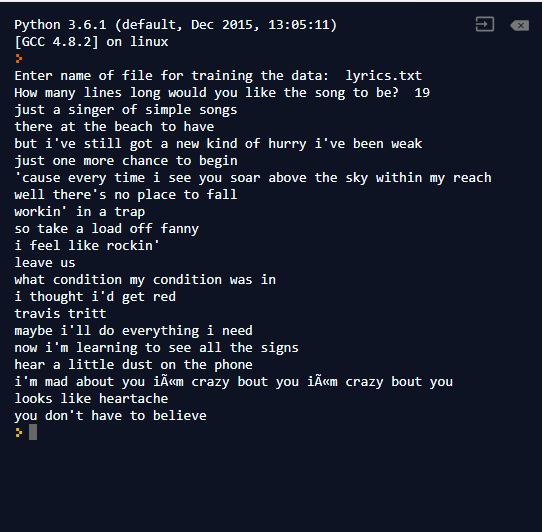 Python 3.6.1 (default, Dec 2015, 13:05:11)
[GCC 4.8.2] on linux
>
Enter name of file for training the data:  lyrics.txt
How many lines long would you like the song to be?  19
just a singer of simple songs
there at the beach to have
but i've still got a new kind of hurry i've been weak
just one more chance to begin
'cause every time i see you soar above the sky within my reach
well there's no place to fall
workin' in a trap
so take a load off fanny
i feel like rockin'
leave us
what condition my condition was in
i thought i'd get red
travis tritt
maybe i'll do everything i need
now i'm learning to see all the signs
hear a little dust on the phone
i'm mad about you iÃ«m crazy bout you iÃ«m crazy bout you
looks like heartache
you don't have to believe
>